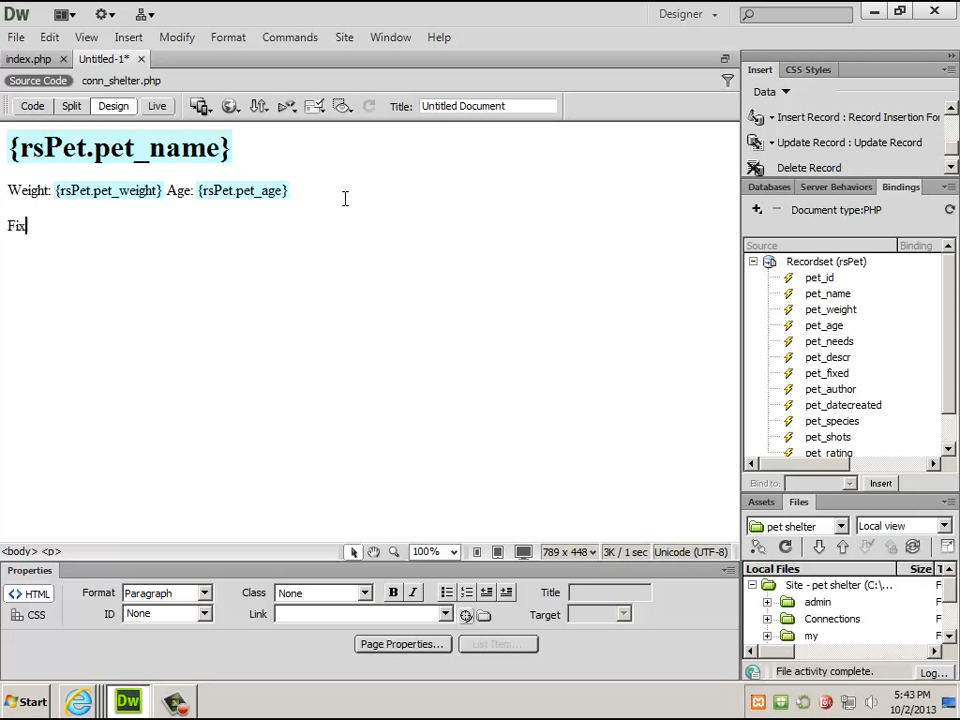 Dw
Designer
File Edit View Insert Modify Format Commands Site Window Help
index.php Untitled-1*
Source Code conn_shelter.php
Code Split Design Live Title: Untitled Document
{rsPet.pet_name}
Weight: {rsPet.pet_weight} Age: {rsPet.pet_age}
Fix
<body> <p>
100% 789 x 448 3K / 1 sec Unicode (UTF-8)
Properties
<> HTML Format Paragraph Class None B I Title
CSS ID None Link Target
Page Properties... List Item...
Insert CSS Styles
Data
Insert Record : Record Insertion For
Update Record : Update Record
Delete Record
Databases Server Behaviors Bindings
Document type:PHP
Source Binding
Recordset (rsPet)
pet_id
pet_name
pet_weight
pet_age
pet_needs
pet_descr
pet_fixed
pet_author
pet_datecreated
pet_species
pet_shots
pet_rating
Bind to: Insert
Assets Files
pet shelter Local view
Local Files Size T
Site - pet shelter (C:\... F
admin F
Connections F
my F
File activity complete. Log...
Start Dw
5:43 PM
10/2/2013